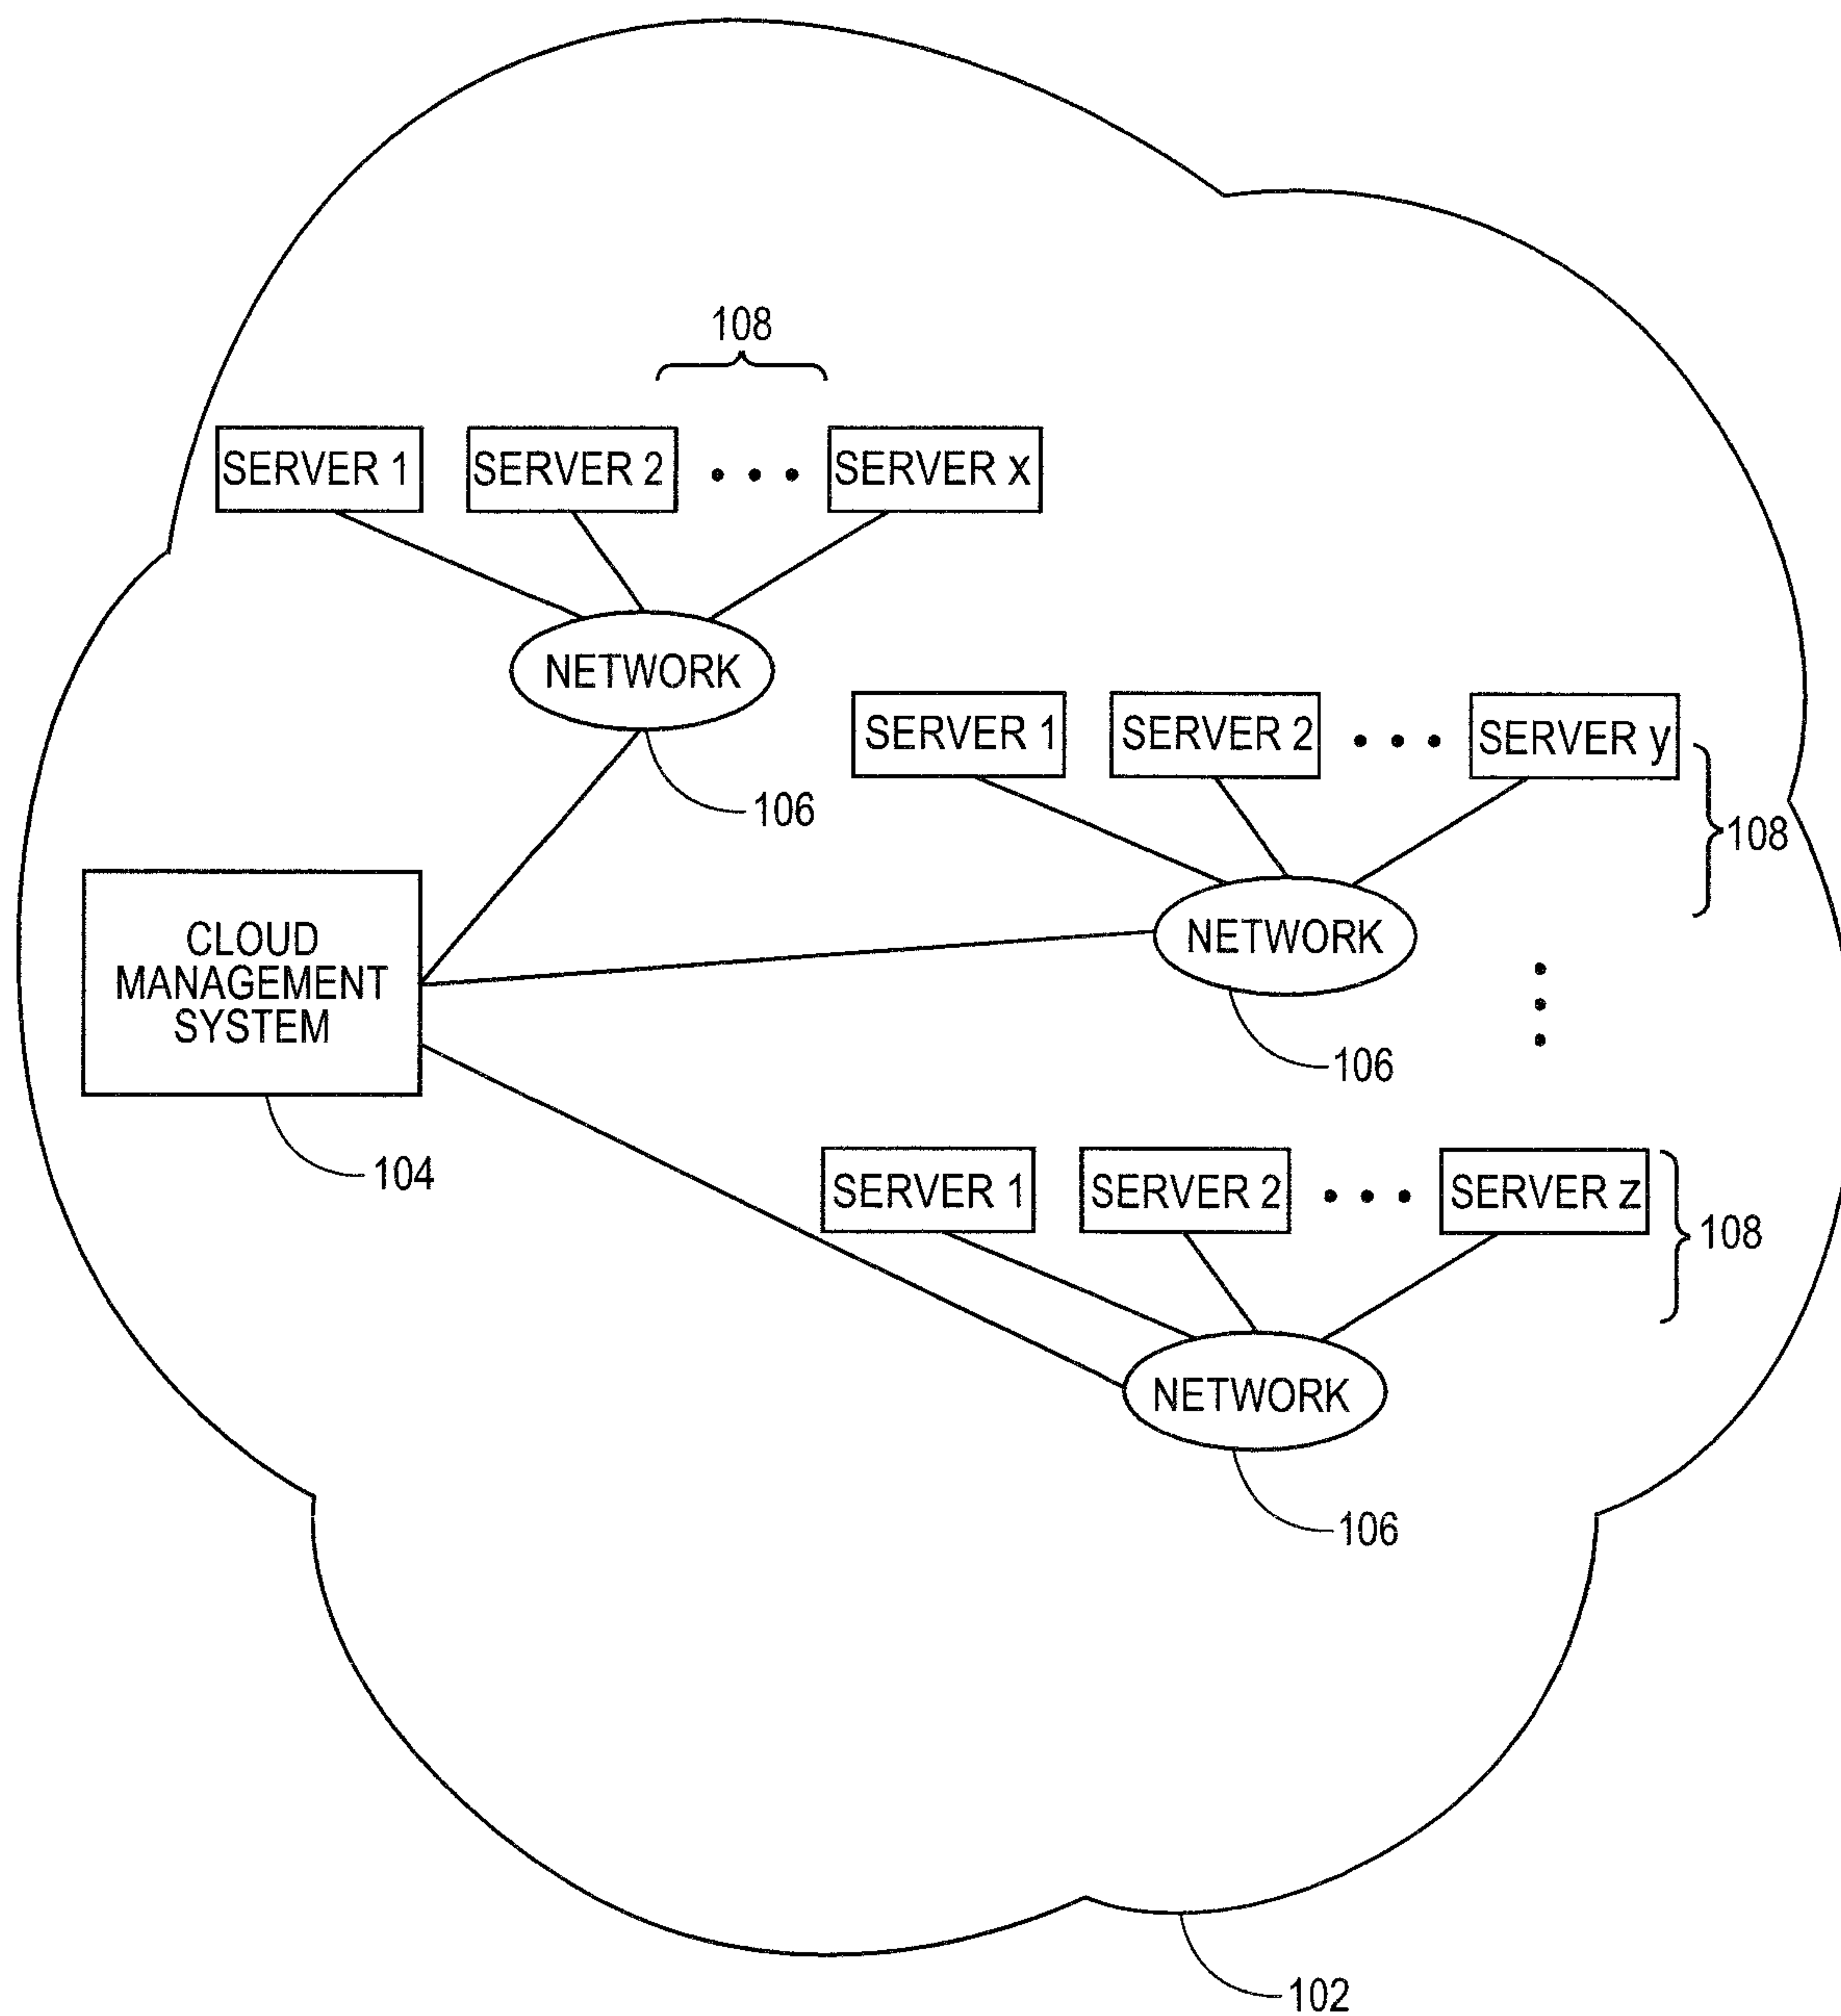 108
SERVER 1
SERVER 2
SERVER x
NETWORK
106
SERVER 1
SERVER 2
SERVER y
108
NETWORK
106
CLOUD
MANAGEMENT
SYSTEM
104
SERVER 1
SERVER 2
SERVER z
108
NETWORK
106
102